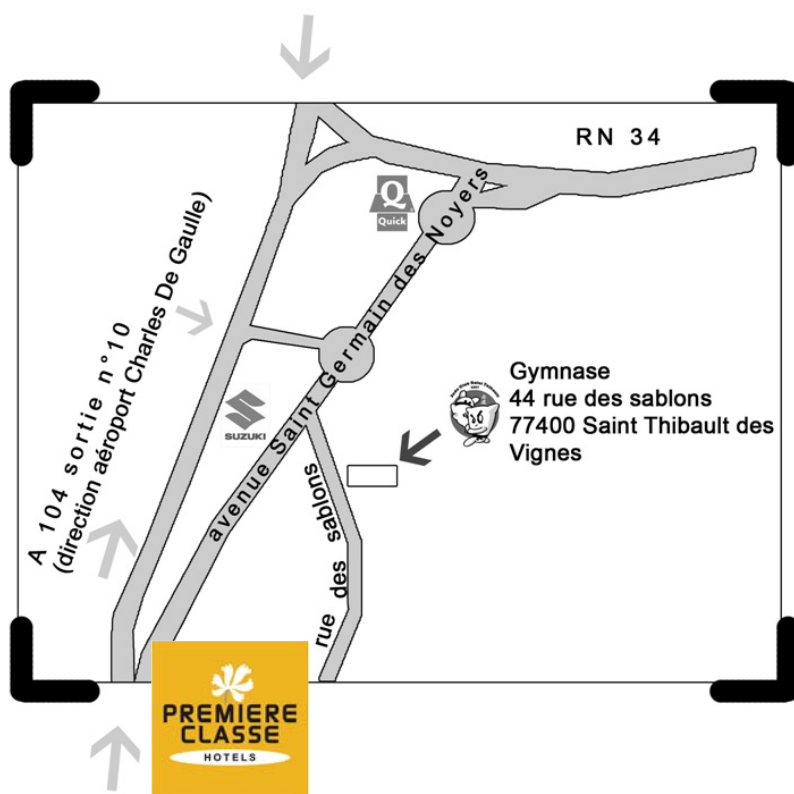 RN 34
Q
Quick
avenue Saint Germain des Noyers
A 104 sortie n°10
(direction aéroport Charles De Gaulle)
SUZUKI
Gymnase
44 rue des sablons
77400 Saint Thibault des
Vignes
rue des sablons
PREMIERE
CLASSE
HOTELS